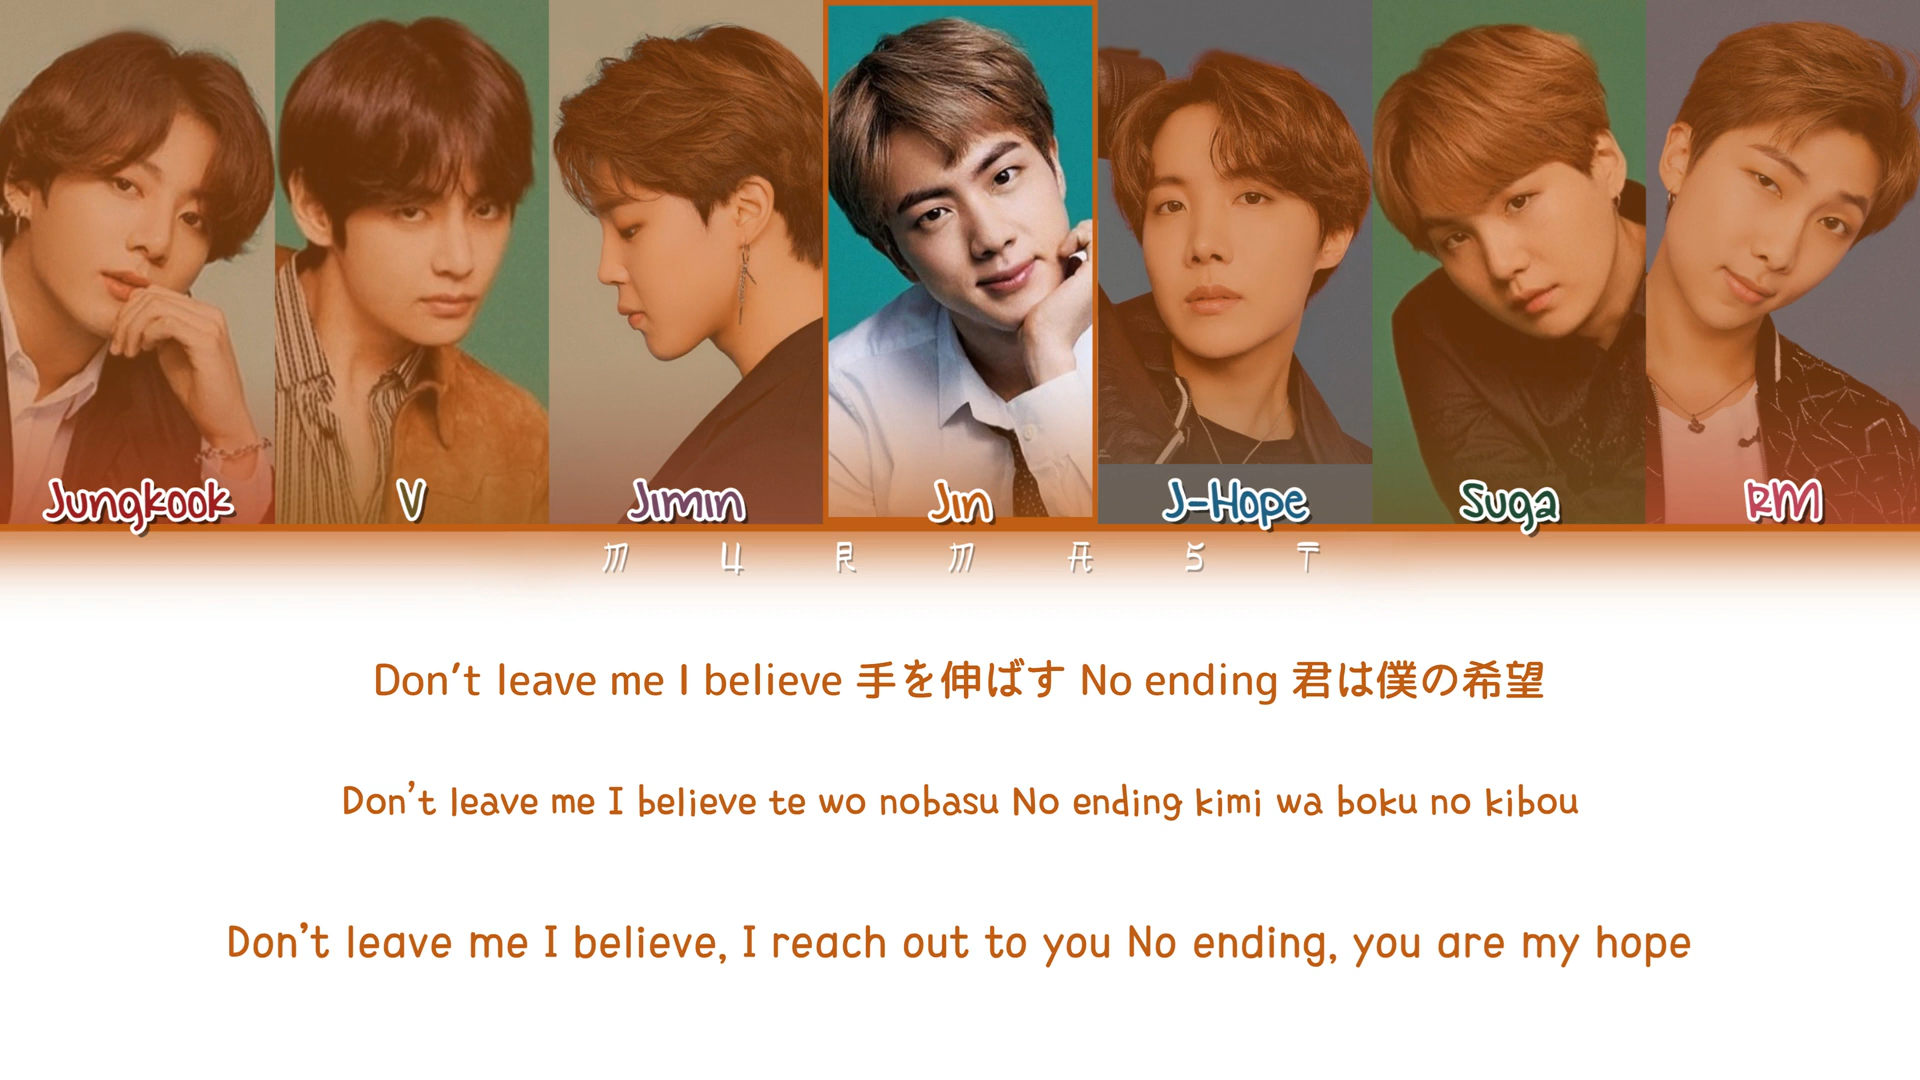 Jungkook V Jimin Jin J-Hope Suga RM
M U R M A S T
Don't leave me I believe 手を伸ばす No ending 君は僕の希望
Don't leave me I believe te wo nobasu No ending kimi wa boku no kibou
Don't leave me I believe, I reach out to you No ending, you are my hope